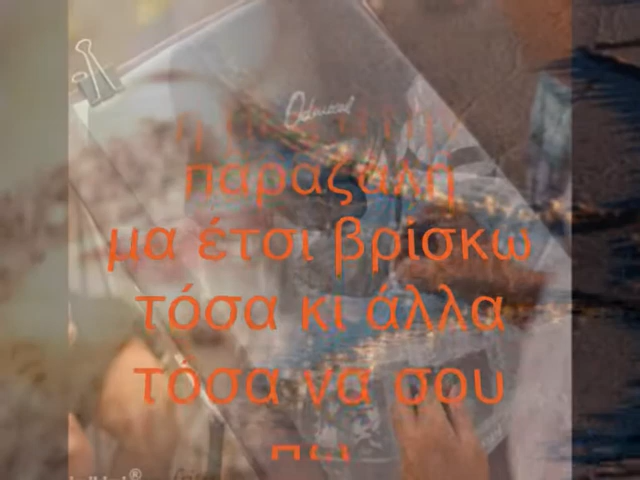 παραζάλη
μα έτσι βρίσκω
τόσα κι άλλα
τόσα να σου